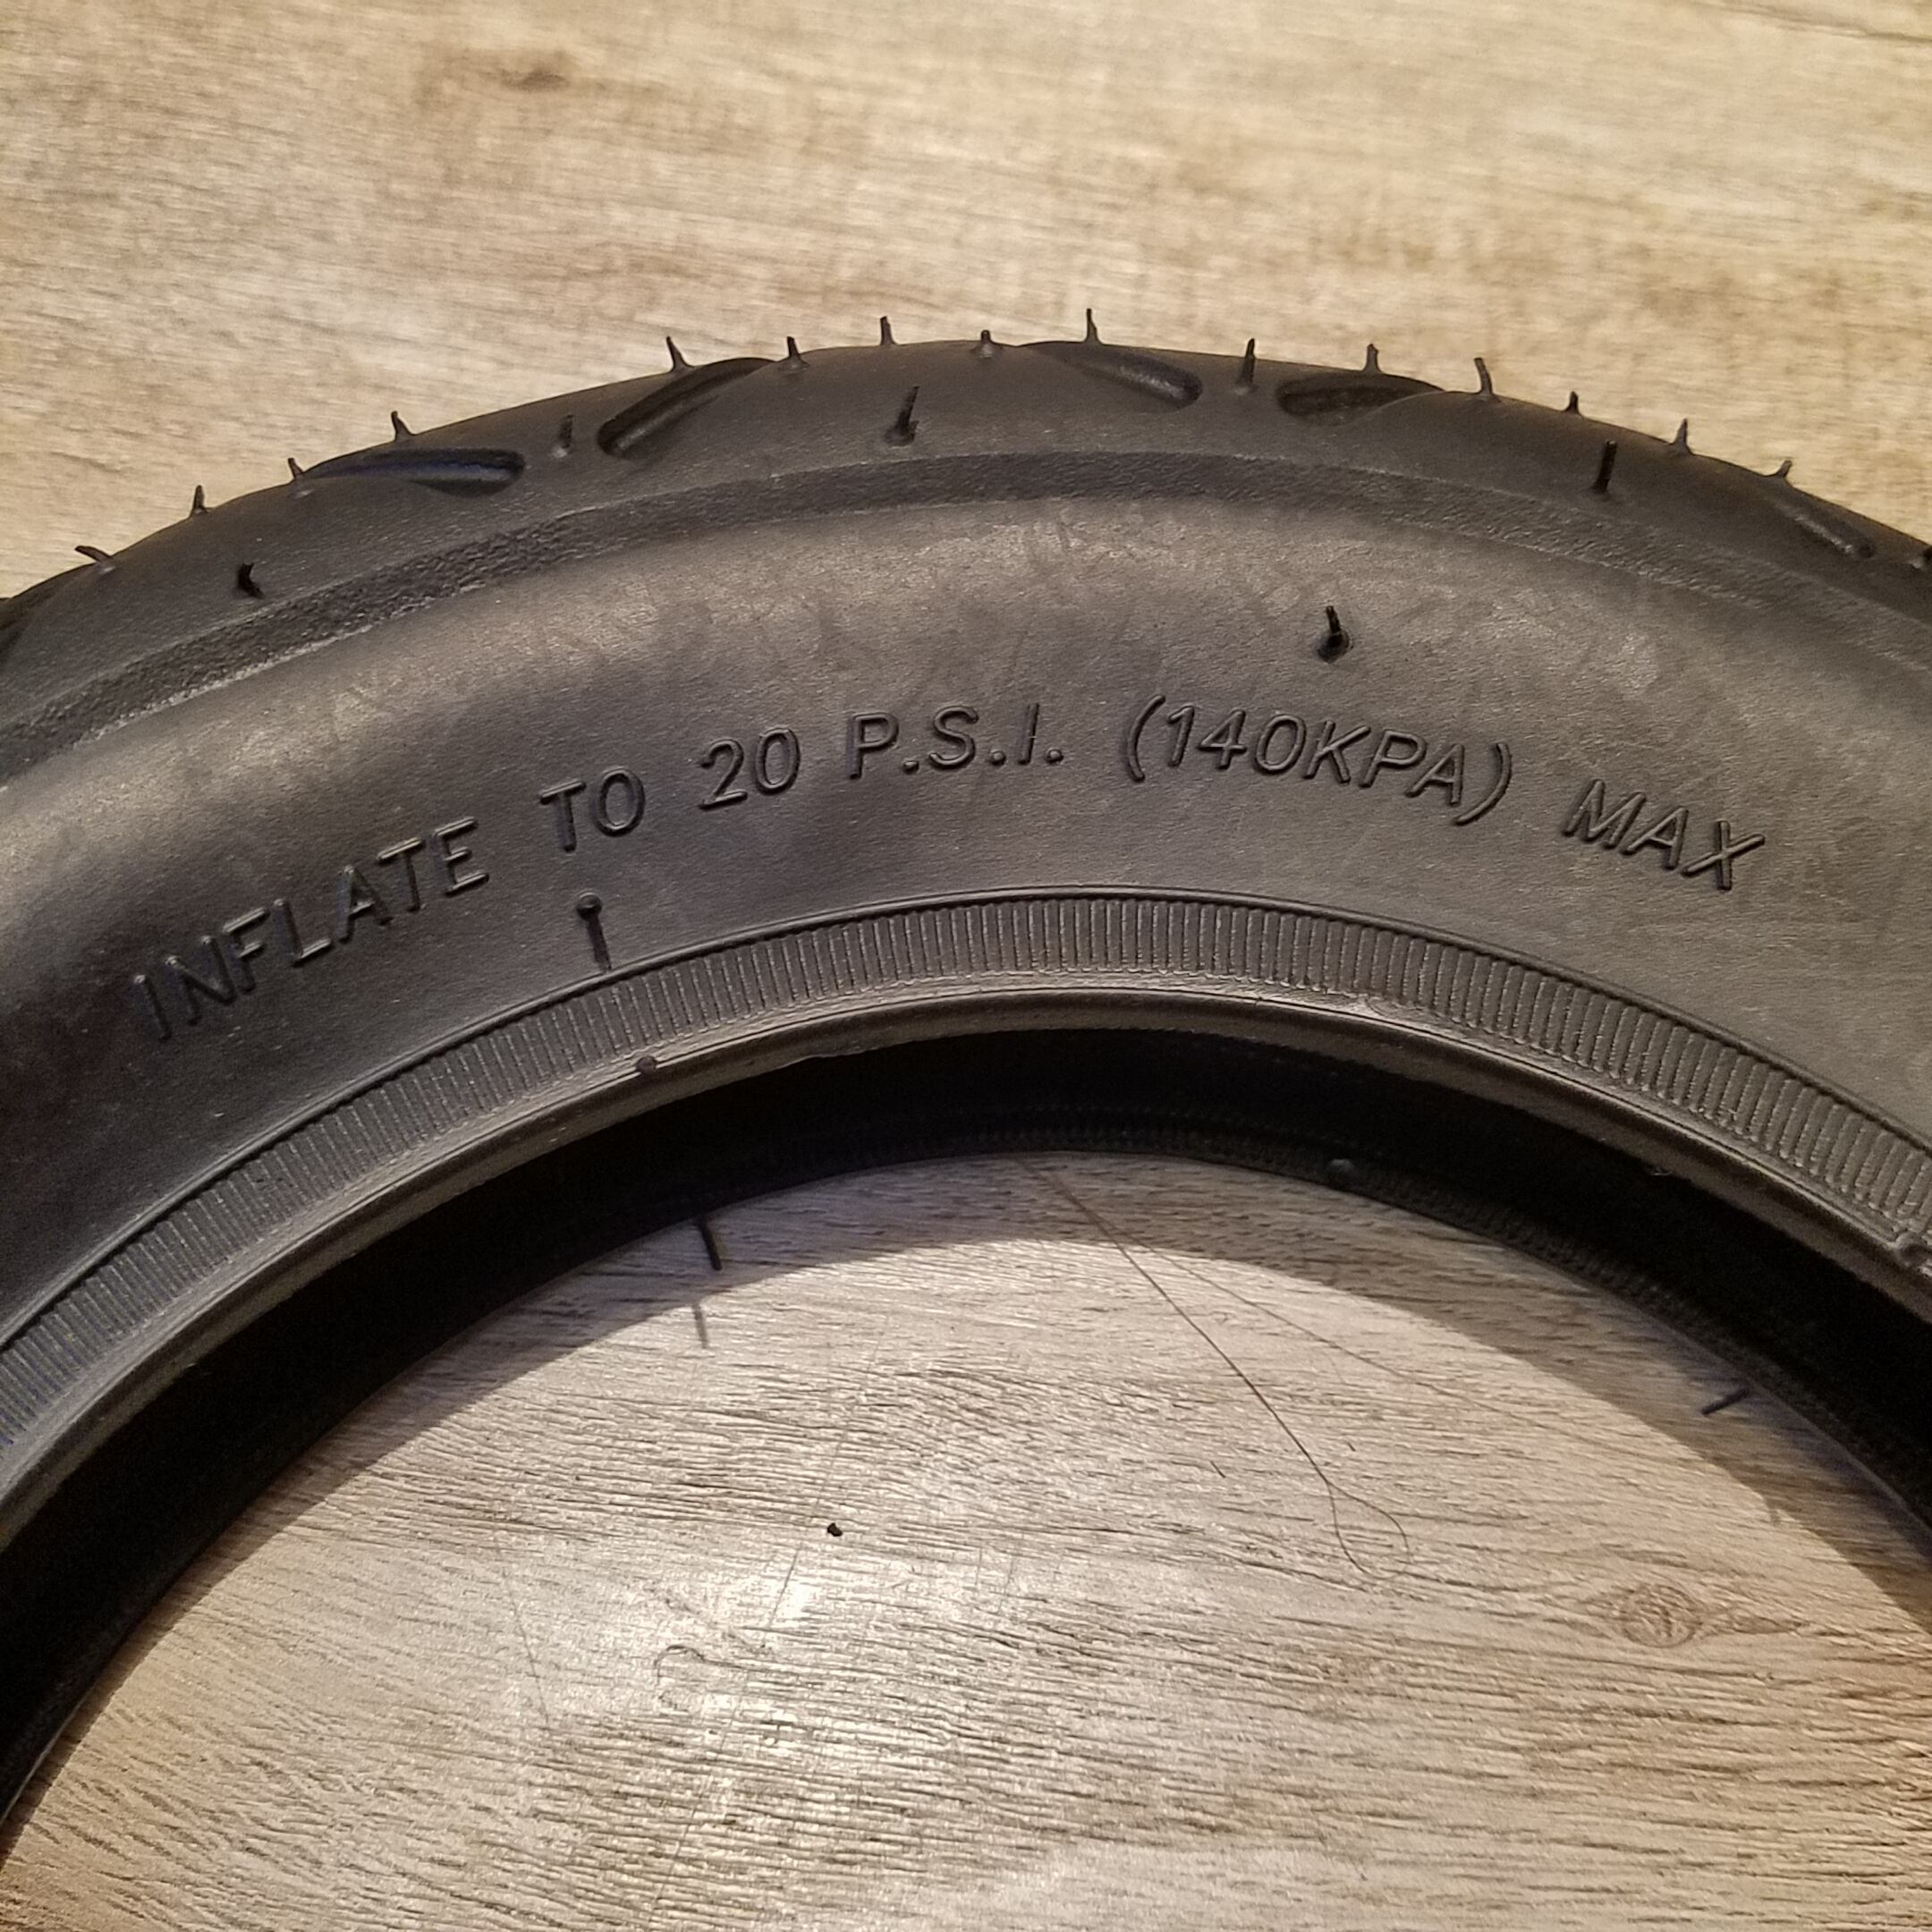 INFLATE TO 20 P.S.I. (140KPA) MAX